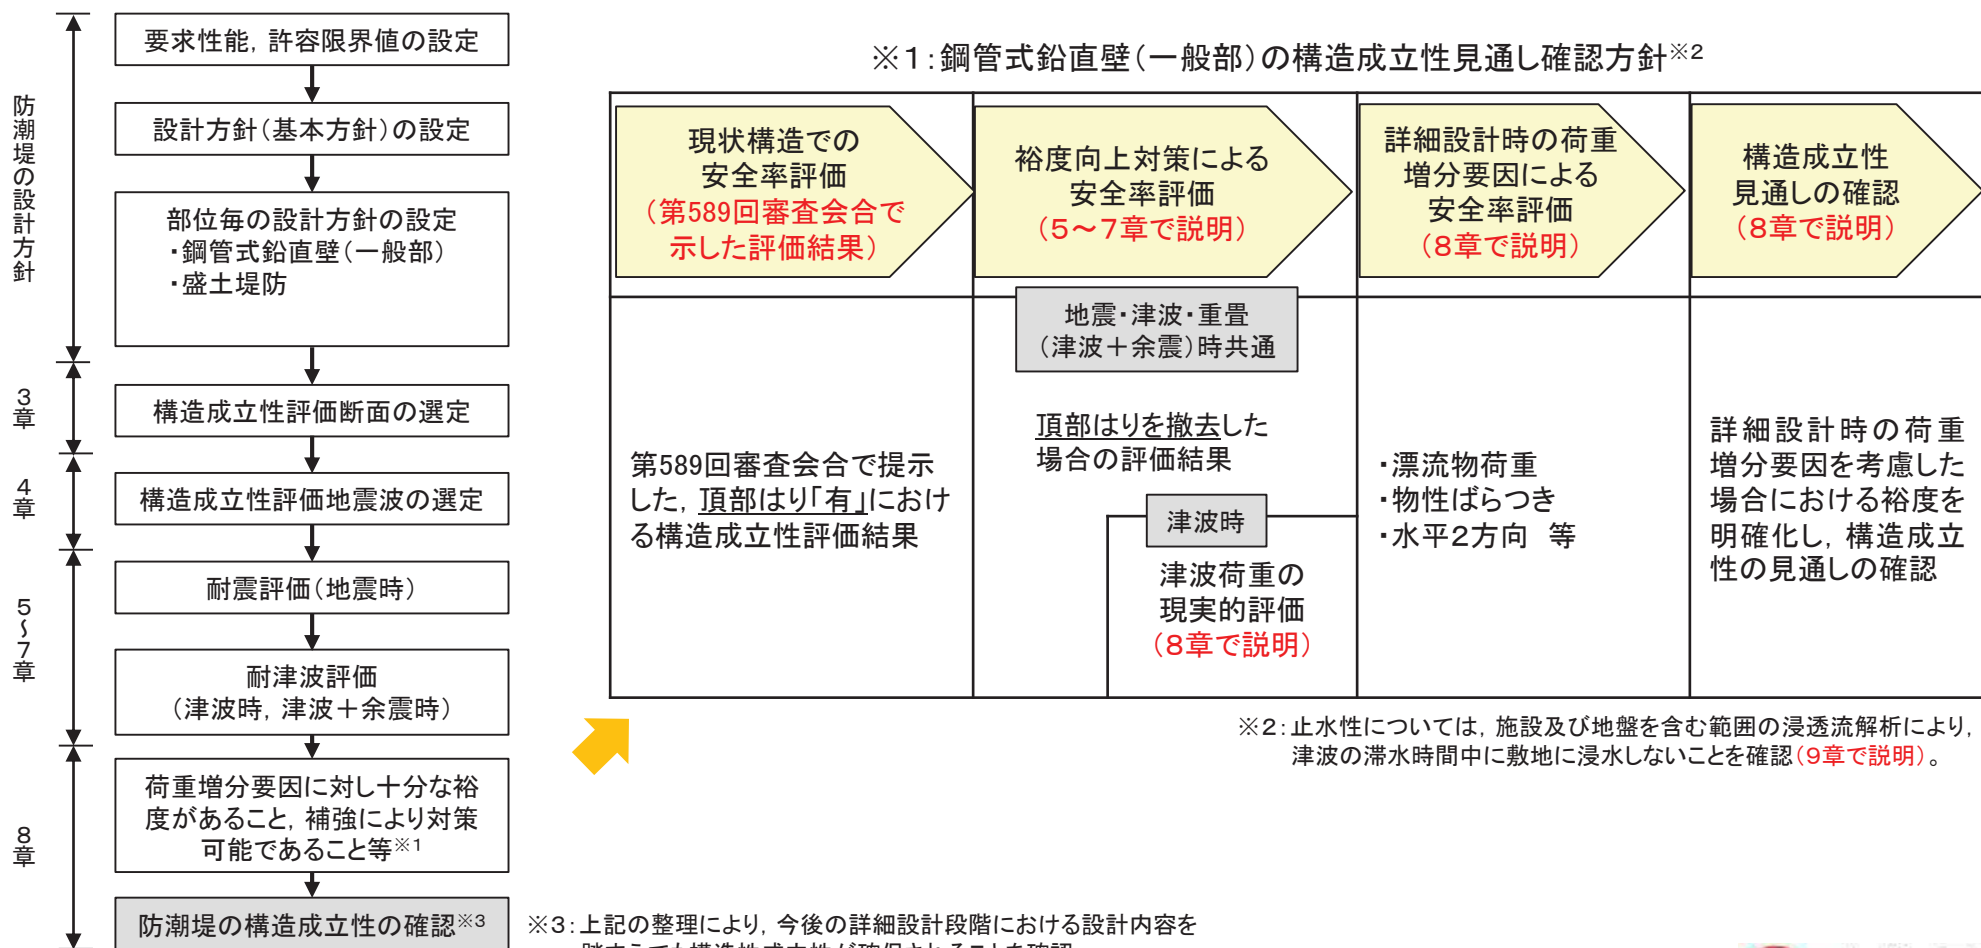 防潮堤の設計方針
要求性能，許容限界値の設定
設計方針（基本方針）の設定
部位毎の設計方針の設定
・鋼管式鉛直壁（一般部）
・盛土堤防
3章
構造成立性評価断面の選定
4章
構造成立性評価地震波の選定
5～7章
耐震評価（地震時）
耐津波評価
（津波時，津波＋余震時）
8章
荷重増分要因に対し十分な裕
度があること，補強により対策
可能であること等※1
防潮堤の構造成立性の確認※3
※1：鋼管式鉛直壁（一般部）の構造成立性見通し確認方針※2
現状構造での
安全率評価
（第589回審査会合で
示した評価結果）
裕度向上対策による
安全率評価
（5～7章で説明）
詳細設計時の荷重
増分要因による
安全率評価
（8章で説明）
構造成立性
見通しの確認
（8章で説明）
第589回審査会合で提示
した，頂部はり「有」におけ
る構造成立性評価結果
地震・津波・重畳
（津波＋余震）時共通
頂部はりを撤去した
場合の評価結果
津波時
津波荷重の
現実的評価
（8章で説明）
・漂流物荷重
・物性ばらつき
・水平2方向　等
詳細設計時の荷重
増分要因を考慮した
場合における裕度を
明確化し，構造成立
性の見通しの確認
※2：止水性については，施設及び地盤を含む範囲の浸透流解析により，
津波の滞水時間中に敷地に浸水しないことを確認（9章で説明）。
※3：上記の整理により，今後の詳細設計段階における設計内容を
踏まえても構造性成立性が確保されることを確認